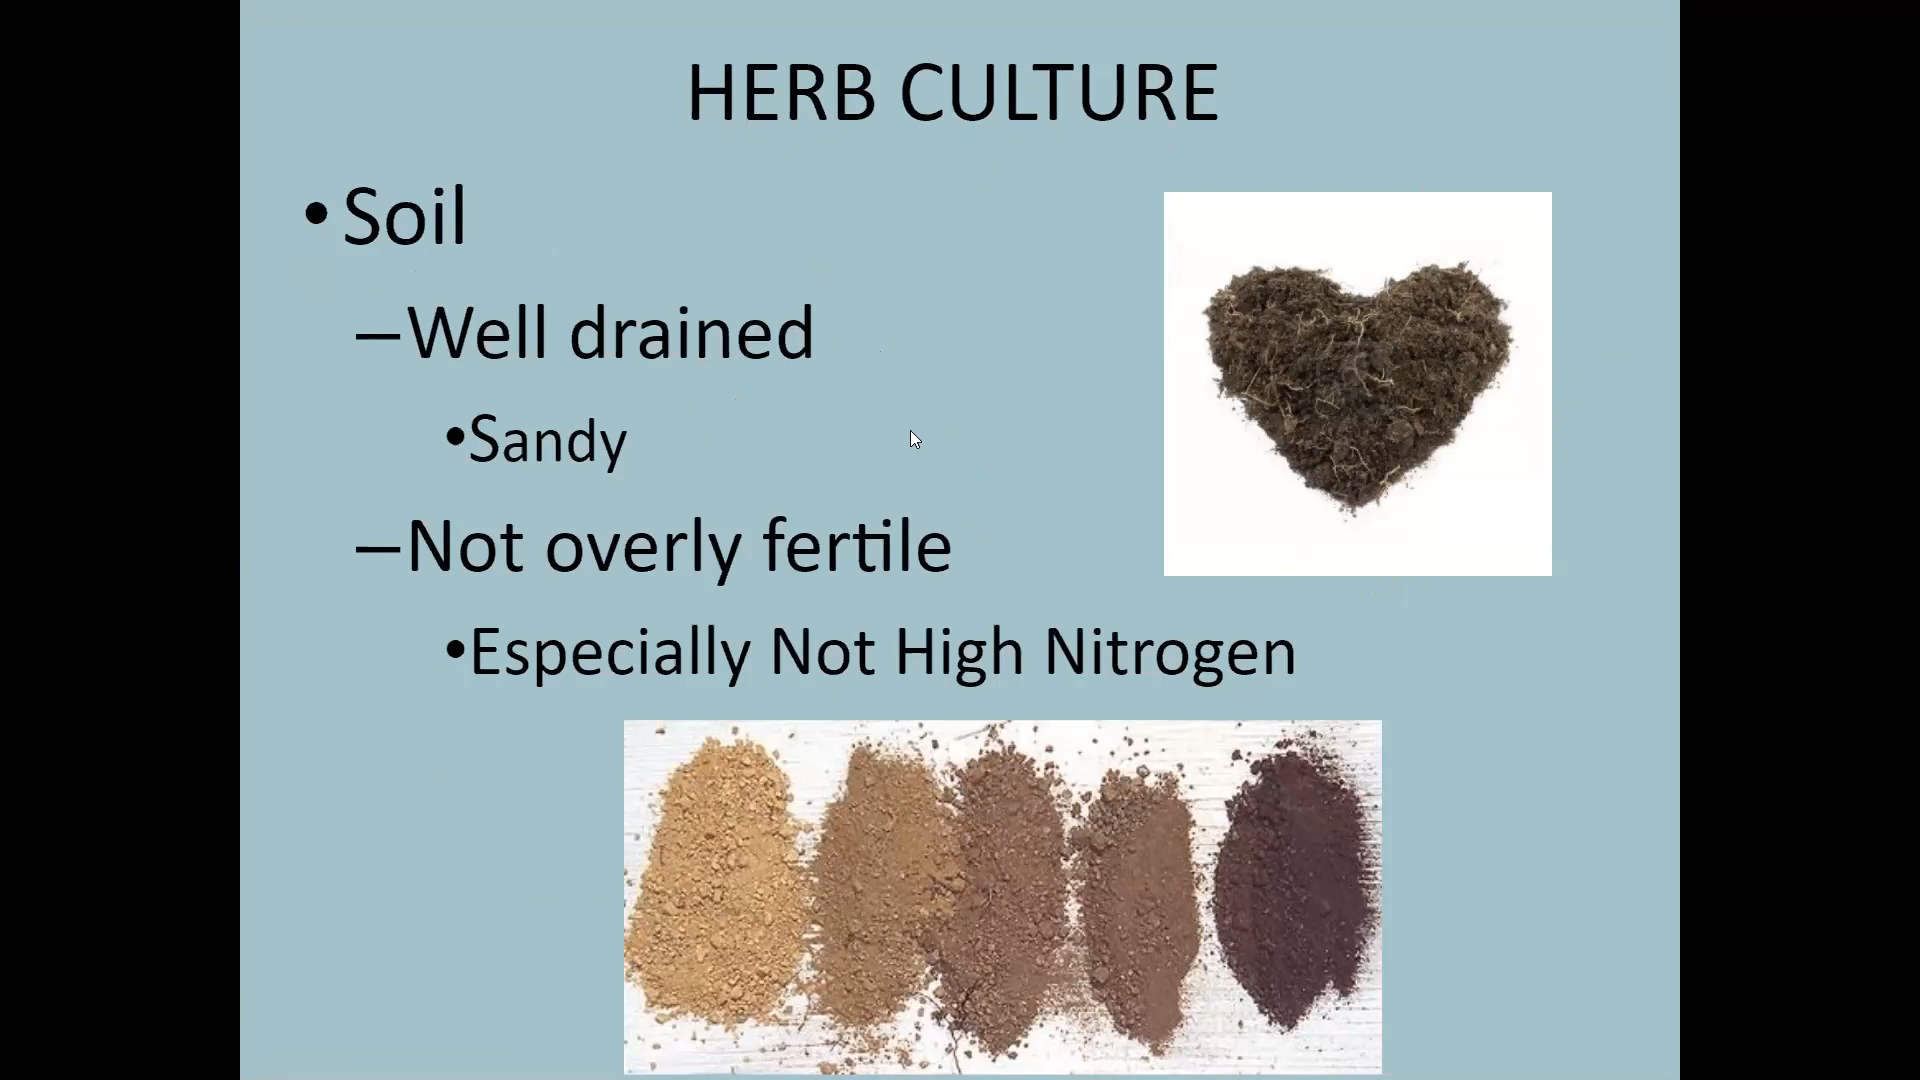 HERB CULTURE
•Soil
–Well drained
•Sandy
–Not overly fertile
•Especially Not High Nitrogen